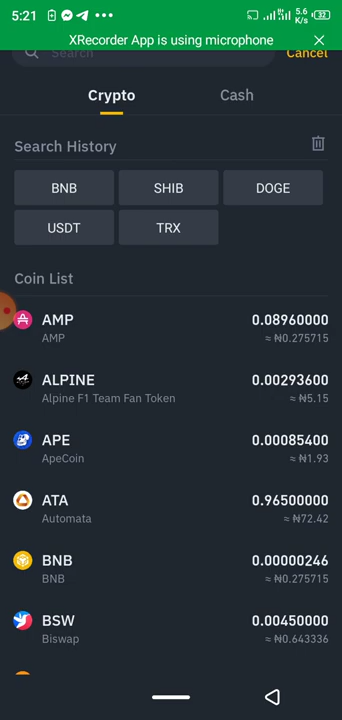 5:21
5.6 K/s
32
XRecorder App is using microphone
Search
Cancel
Crypto
Cash
Search History
BNB
SHIB
DOGE
USDT
TRX
Coin List
AMP
0.08960000
AMP
≈ ₦0.275715
ALPINE
0.00293600
Alpine F1 Team Fan Token
≈ ₦5.15
APE
0.00085400
ApeCoin
≈ ₦1.93
ATA
0.96500000
Automata
≈ ₦72.42
BNB
0.00000246
BNB
≈ ₦0.275715
BSW
0.00450000
Biswap
≈ ₦0.643336